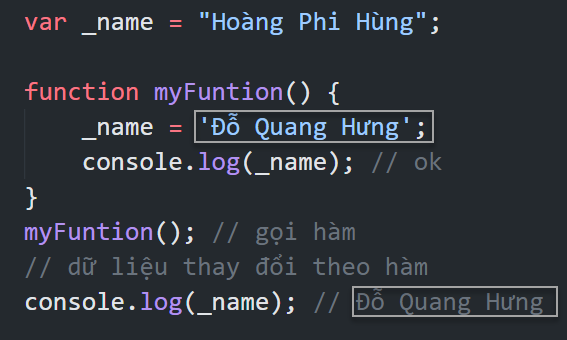 var _name = "Hoàng Phi Hùng";
function myFuntion() {
_name = 'Đỗ Quang Hưng';
console.log(_name); // ok
}
myFuntion(); // gọi hàm
// dữ liệu thay đổi theo hàm
console.log(_name); // Đỗ Quang Hưng